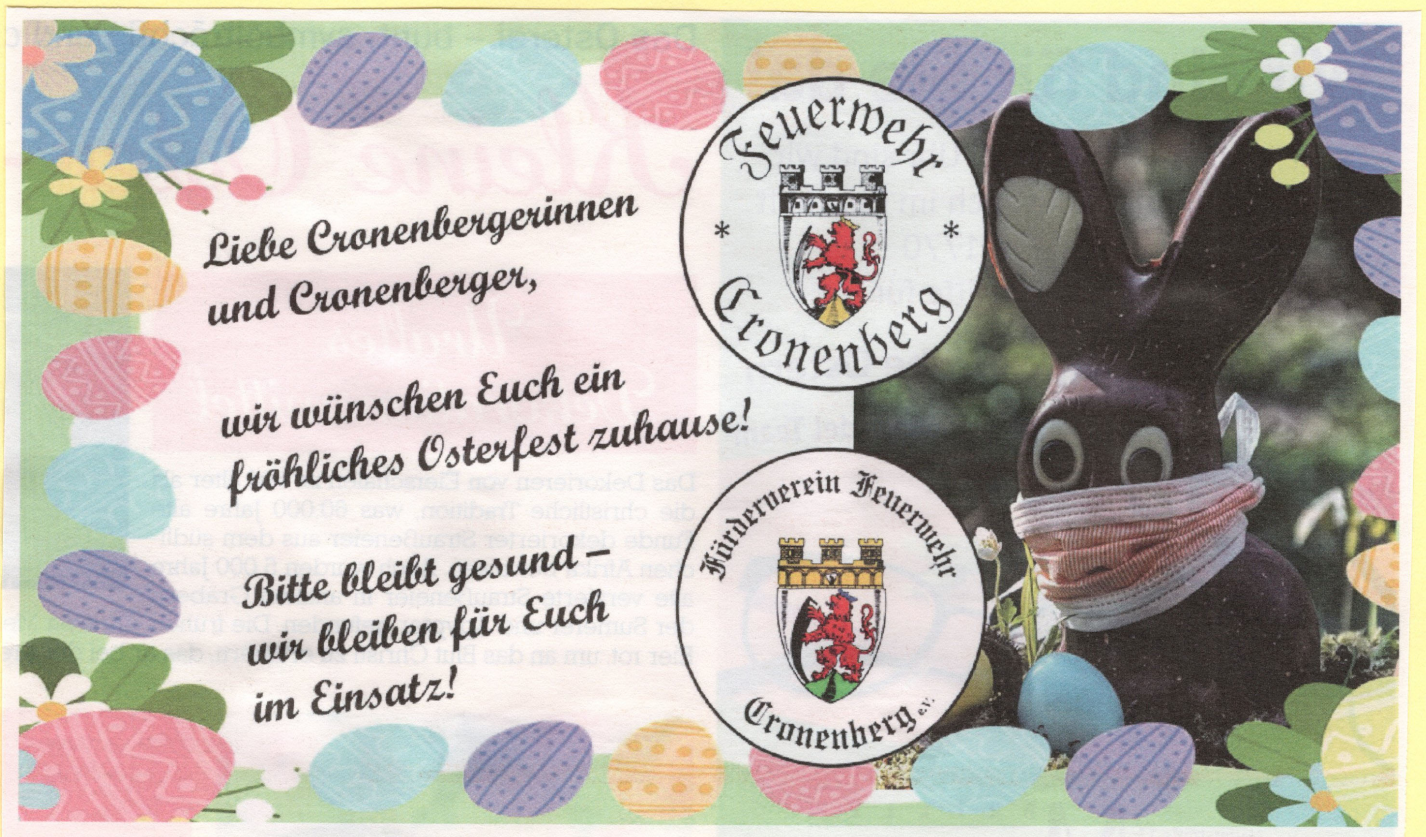 Liebe Cronenbergerinnen
und Cronenberger,
wir wünschen Euch ein
fröhliches Osterfest zuhause!
Bitte bleibt gesund –
wir bleiben für Euch
im Einsatz!
Feuerwehr
* *
Cronenberg
Förderverein Feuerwehr
Cronenberg e.V.